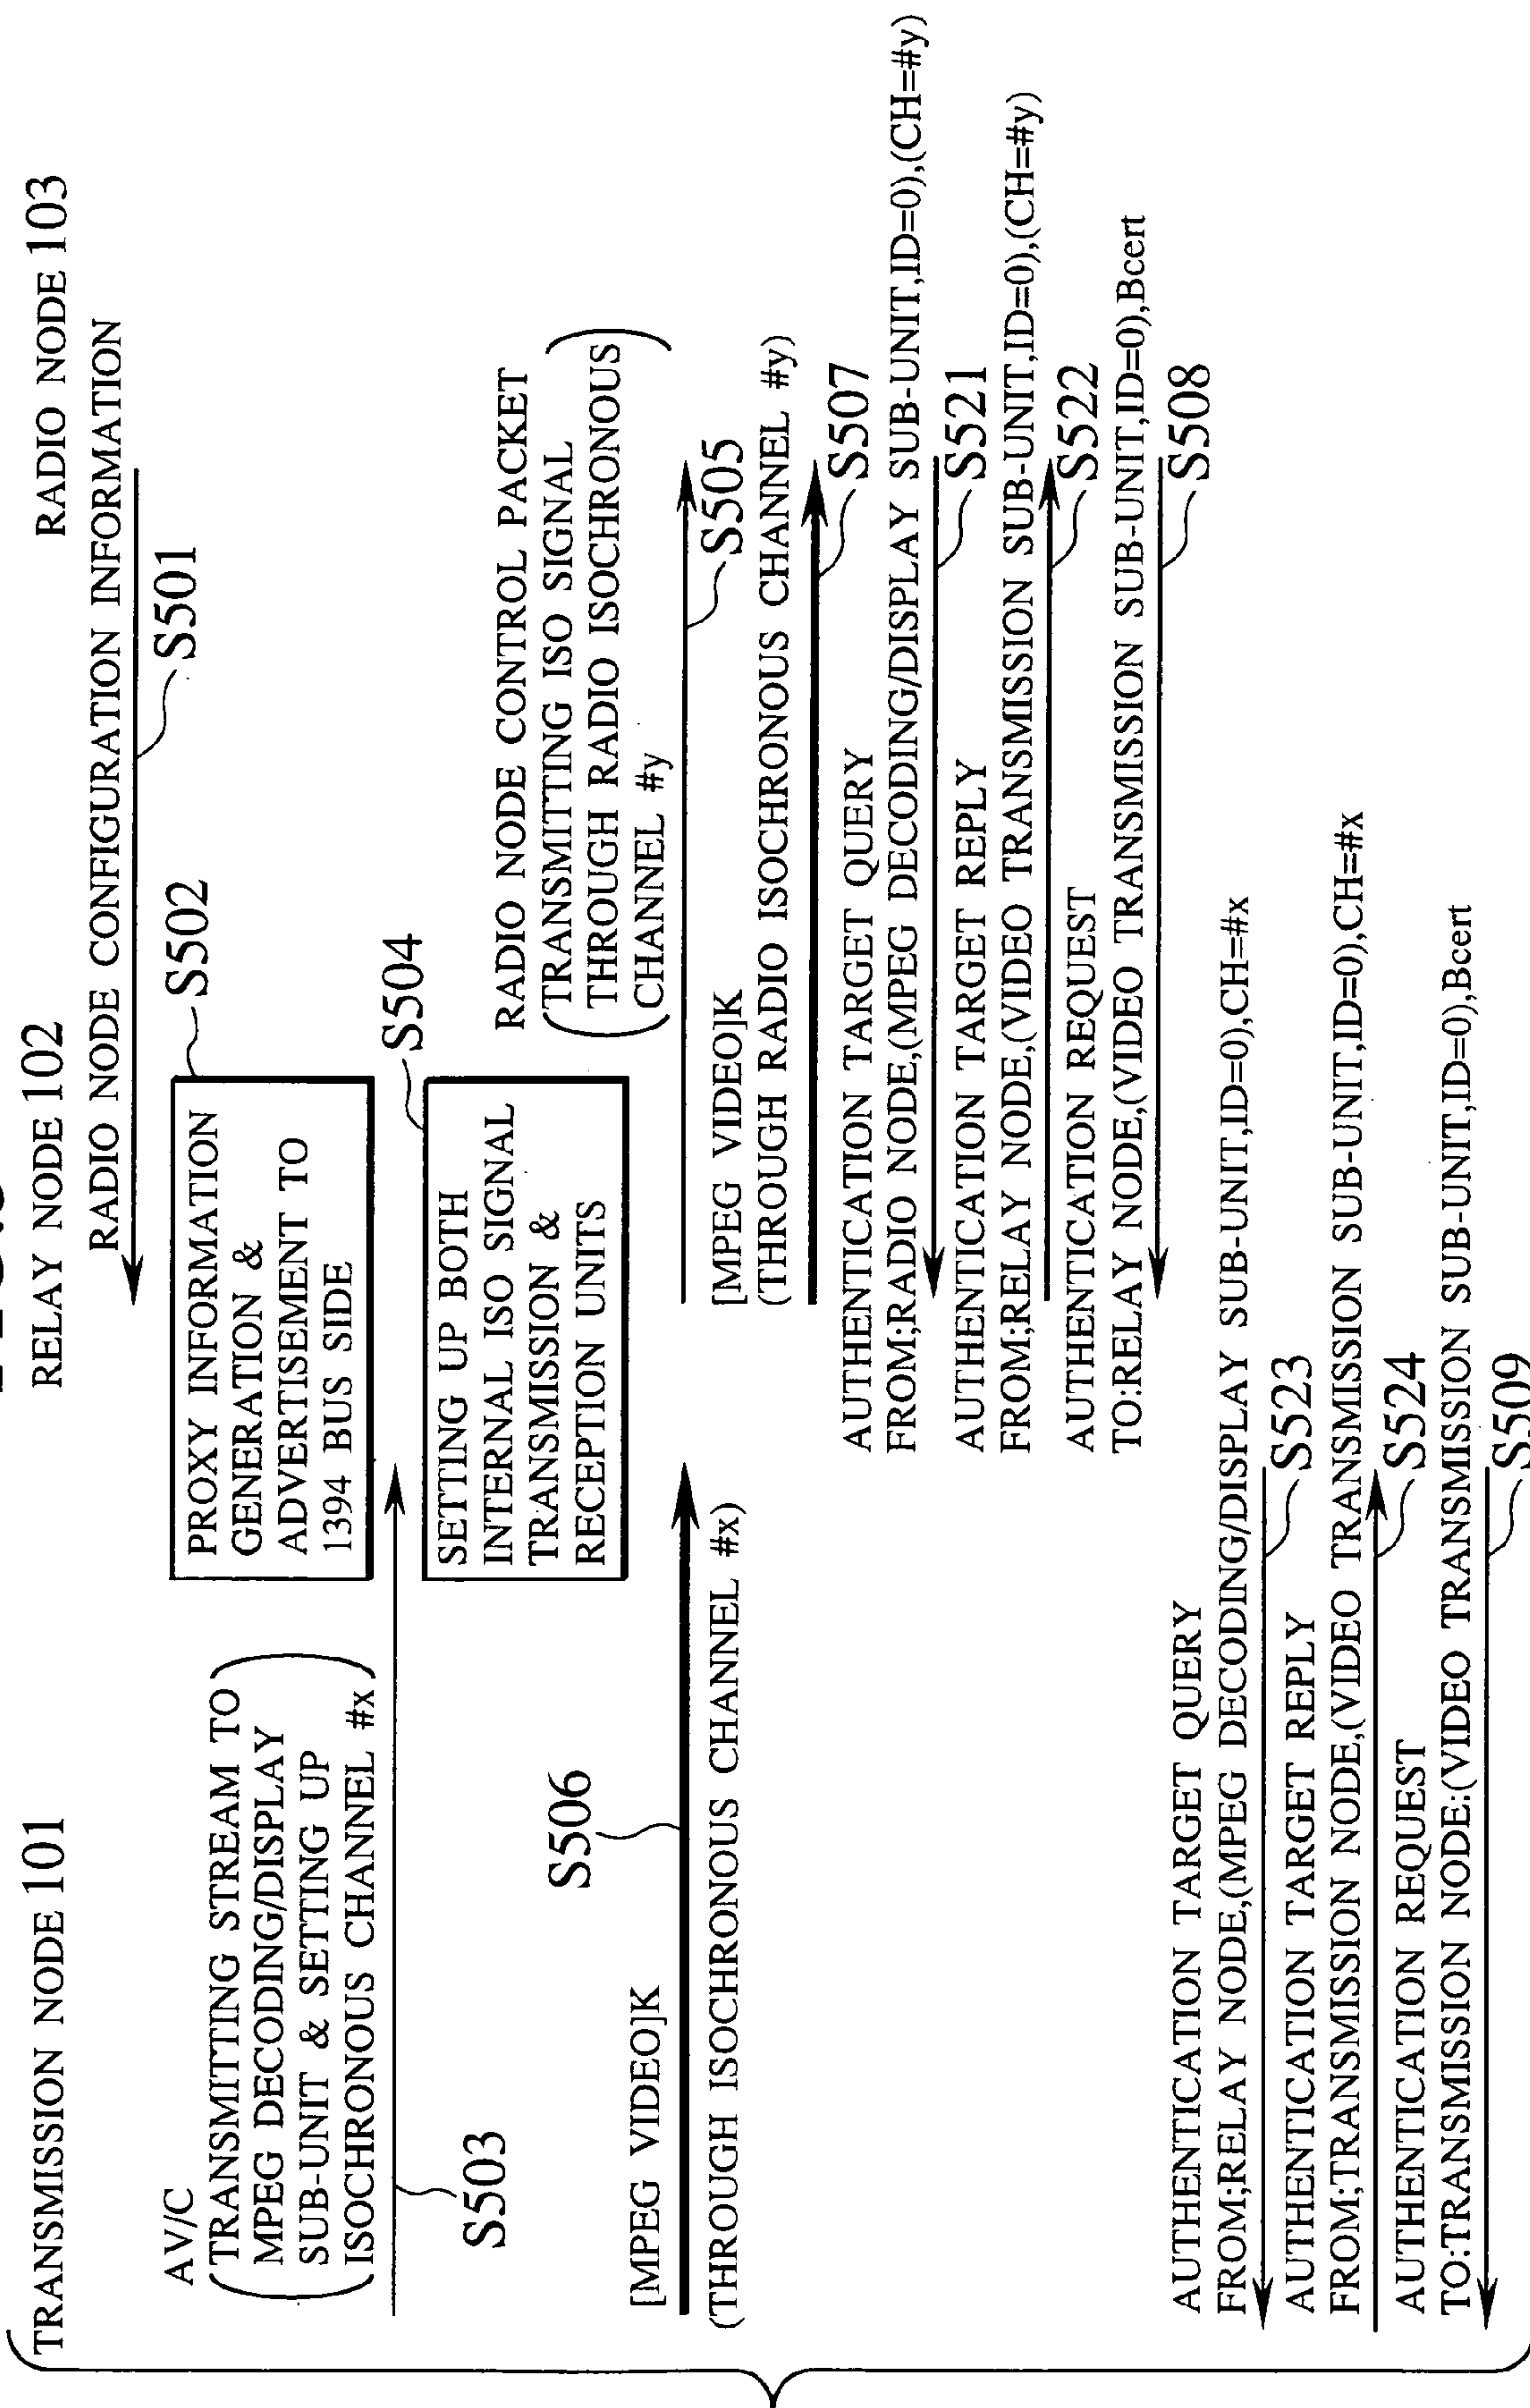 TRANSMISSION NODE 101
RELAY NODE 102
RADIO NODE 103
RADIO NODE CONFIGURATION INFORMATION
S501
PROXY INFORMATION
GENERATION &
ADVERTISEMENT TO
1394 BUS SIDE
S502
AV/C
TRANSMITTING STREAM TO
MPEG DECODING/DISPLAY
SUB-UNIT & SETTING UP
ISOCHRONOUS CHANNEL #x
S503
SETTING UP BOTH
INTERNAL ISO SIGNAL
TRANSMISSION &
RECEPTION UNITS
S504
RADIO NODE CONTROL PACKET
TRANSMITTING ISO SIGNAL
THROUGH RADIO ISOCHRONOUS
CHANNEL #y
S505
[MPEG VIDEO]K
S506
(THROUGH ISOCHRONOUS CHANNEL #x)
[MPEG VIDEO]K
(THROUGH RADIO ISOCHRONOUS CHANNEL #y)
S507
AUTHENTICATION TARGET QUERY
FROM;RADIO NODE,(MPEG DECODING/DISPLAY SUB-UNIT,ID=0),(CH=#y)
S521
AUTHENTICATION TARGET REPLY
FROM;RELAY NODE,(VIDEO TRANSMISSION SUB-UNIT,ID=0),(CH=#y)
S522
AUTHENTICATION REQUEST
TO:RELAY NODE,(VIDEO TRANSMISSION SUB-UNIT,ID=0),Bcert
S508
AUTHENTICATION TARGET QUERY
FROM;RELAY NODE,(MPEG DECODING/DISPLAY SUB-UNIT,ID=0),CH=#x
S523
AUTHENTICATION TARGET REPLY
FROM;TRANSMISSION NODE,(VIDEO TRANSMISSION SUB-UNIT,ID=0),CH=#x
S524
AUTHENTICATION REQUEST
TO:TRANSMISSION NODE:(VIDEO TRANSMISSION SUB-UNIT,ID=0),Bcert
S509